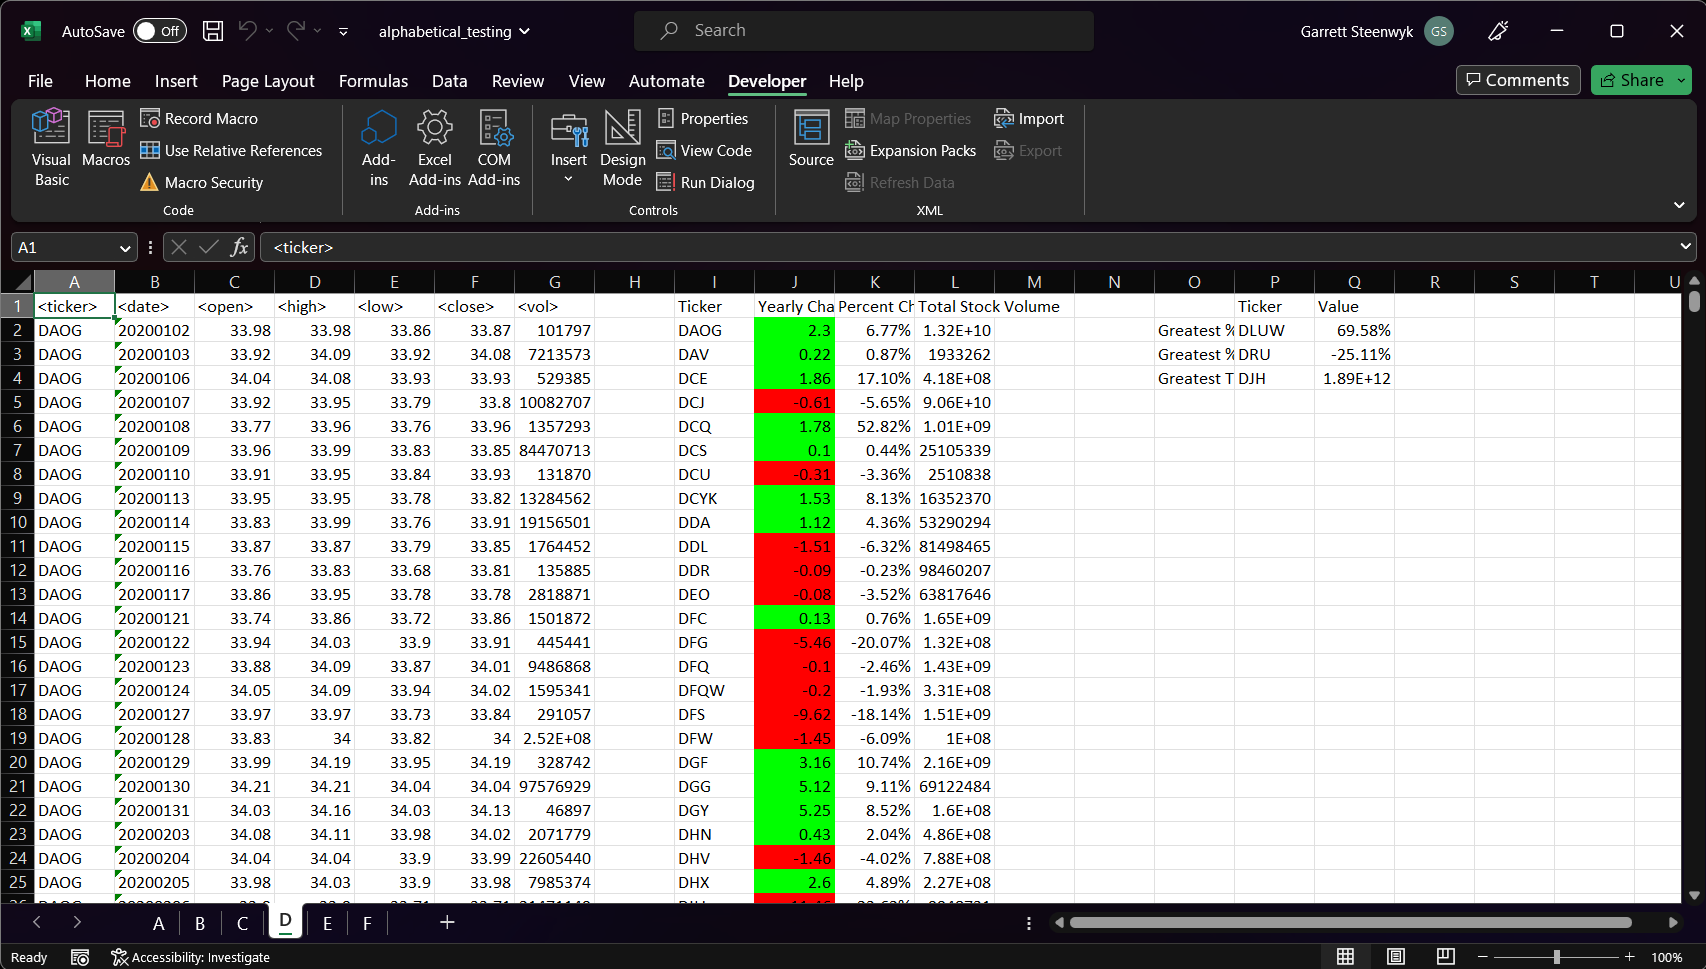 AutoSave Off alphabetical_testing Search Garrett Steenwyk GS
File Home Insert Page Layout Formulas Data Review View Automate Developer Help Comments Share
Visual Basic Macros Record Macro Use Relative References Macro Security Code
Add-ins Excel Add-ins COM Add-ins Add-ins
Insert Design Mode Properties View Code Run Dialog Controls
Source Map Properties Expansion Packs Refresh Data Import Export XML
A1 fx <ticker>
A B C D E F G H I J K L M N O P Q R S T U
1 <ticker> <date> <open> <high> <low> <close> <vol> Ticker Yearly Cha Percent Ch Total Stock Volume Ticker Value
2 DAOG 20200102 33.98 33.98 33.86 33.87 101797 DAOG 2.3 6.77% 1.32E+10 Greatest % DLUW 69.58%
3 DAOG 20200103 33.92 34.09 33.92 34.08 7213573 DAV 0.22 0.87% 1933262 Greatest % DRU -25.11%
4 DAOG 20200106 34.04 34.08 33.93 33.93 529385 DCE 1.86 17.10% 4.18E+08 Greatest T DJH 1.89E+12
5 DAOG 20200107 33.92 33.95 33.79 33.8 10082707 DCJ -0.61 -5.65% 9.06E+10
6 DAOG 20200108 33.77 33.96 33.76 33.96 1357293 DCQ 1.78 52.82% 1.01E+09
7 DAOG 20200109 33.96 33.99 33.83 33.85 84470713 DCS 0.1 0.44% 25105339
8 DAOG 20200110 33.91 33.95 33.84 33.93 131870 DCU -0.31 -3.36% 2510838
9 DAOG 20200113 33.95 33.95 33.78 33.82 13284562 DCYK 1.53 8.13% 16352370
10 DAOG 20200114 33.83 33.99 33.76 33.91 19156501 DDA 1.12 4.36% 53290294
11 DAOG 20200115 33.87 33.87 33.79 33.85 1764452 DDL -1.51 -6.32% 81498465
12 DAOG 20200116 33.76 33.83 33.68 33.81 135885 DDR -0.09 -0.23% 98460207
13 DAOG 20200117 33.86 33.95 33.78 33.78 2818871 DEO -0.08 -3.52% 63817646
14 DAOG 20200121 33.74 33.86 33.72 33.86 1501872 DFC 0.13 0.76% 1.65E+09
15 DAOG 20200122 33.94 34.03 33.9 33.91 445441 DFG -5.46 -20.07% 1.32E+08
16 DAOG 20200123 33.88 34.09 33.87 34.01 9486868 DFQ -0.1 -2.46% 1.43E+09
17 DAOG 20200124 34.05 34.09 33.94 34.02 1595341 DFQW -0.2 -1.93% 3.31E+08
18 DAOG 20200127 33.97 33.97 33.73 33.84 291057 DFS -9.62 -18.14% 1.51E+09
19 DAOG 20200128 33.83 34 33.82 34 2.52E+08 DFW -1.45 -6.09% 1E+08
20 DAOG 20200129 33.99 34.19 33.95 34.19 328742 DGF 3.16 10.74% 2.16E+09
21 DAOG 20200130 34.21 34.21 34.04 34.04 97576929 DGG 5.12 9.11% 69122484
22 DAOG 20200131 34.03 34.16 34.03 34.13 46897 DGY 5.25 8.52% 1.6E+08
23 DAOG 20200203 34.08 34.11 33.98 34.02 2071779 DHN 0.43 2.04% 4.86E+08
24 DAOG 20200204 34.04 34.04 33.9 33.99 22605440 DHV -1.46 -4.02% 7.88E+08
25 DAOG 20200205 33.98 34.03 33.9 33.98 7985374 DHX 2.6 4.89% 2.27E+08
A B C D E F
Ready Accessibility: Investigate 100%